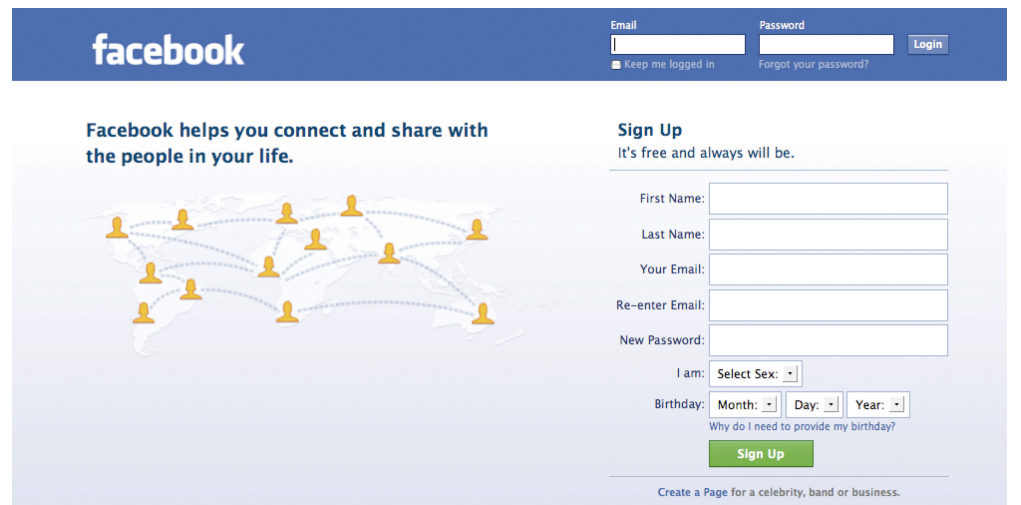 facebook
Email
Password
Login
Keep me logged in
Forgot your password?
Facebook helps you connect and share with
the people in your life.
Sign Up
It's free and always will be.
First Name:
Last Name:
Your Email:
Re-enter Email:
New Password:
I am: Select Sex:
Birthday: Month: Day: Year:
Why do I need to provide my birthday?
Sign Up
Create a Page for a celebrity, band or business.